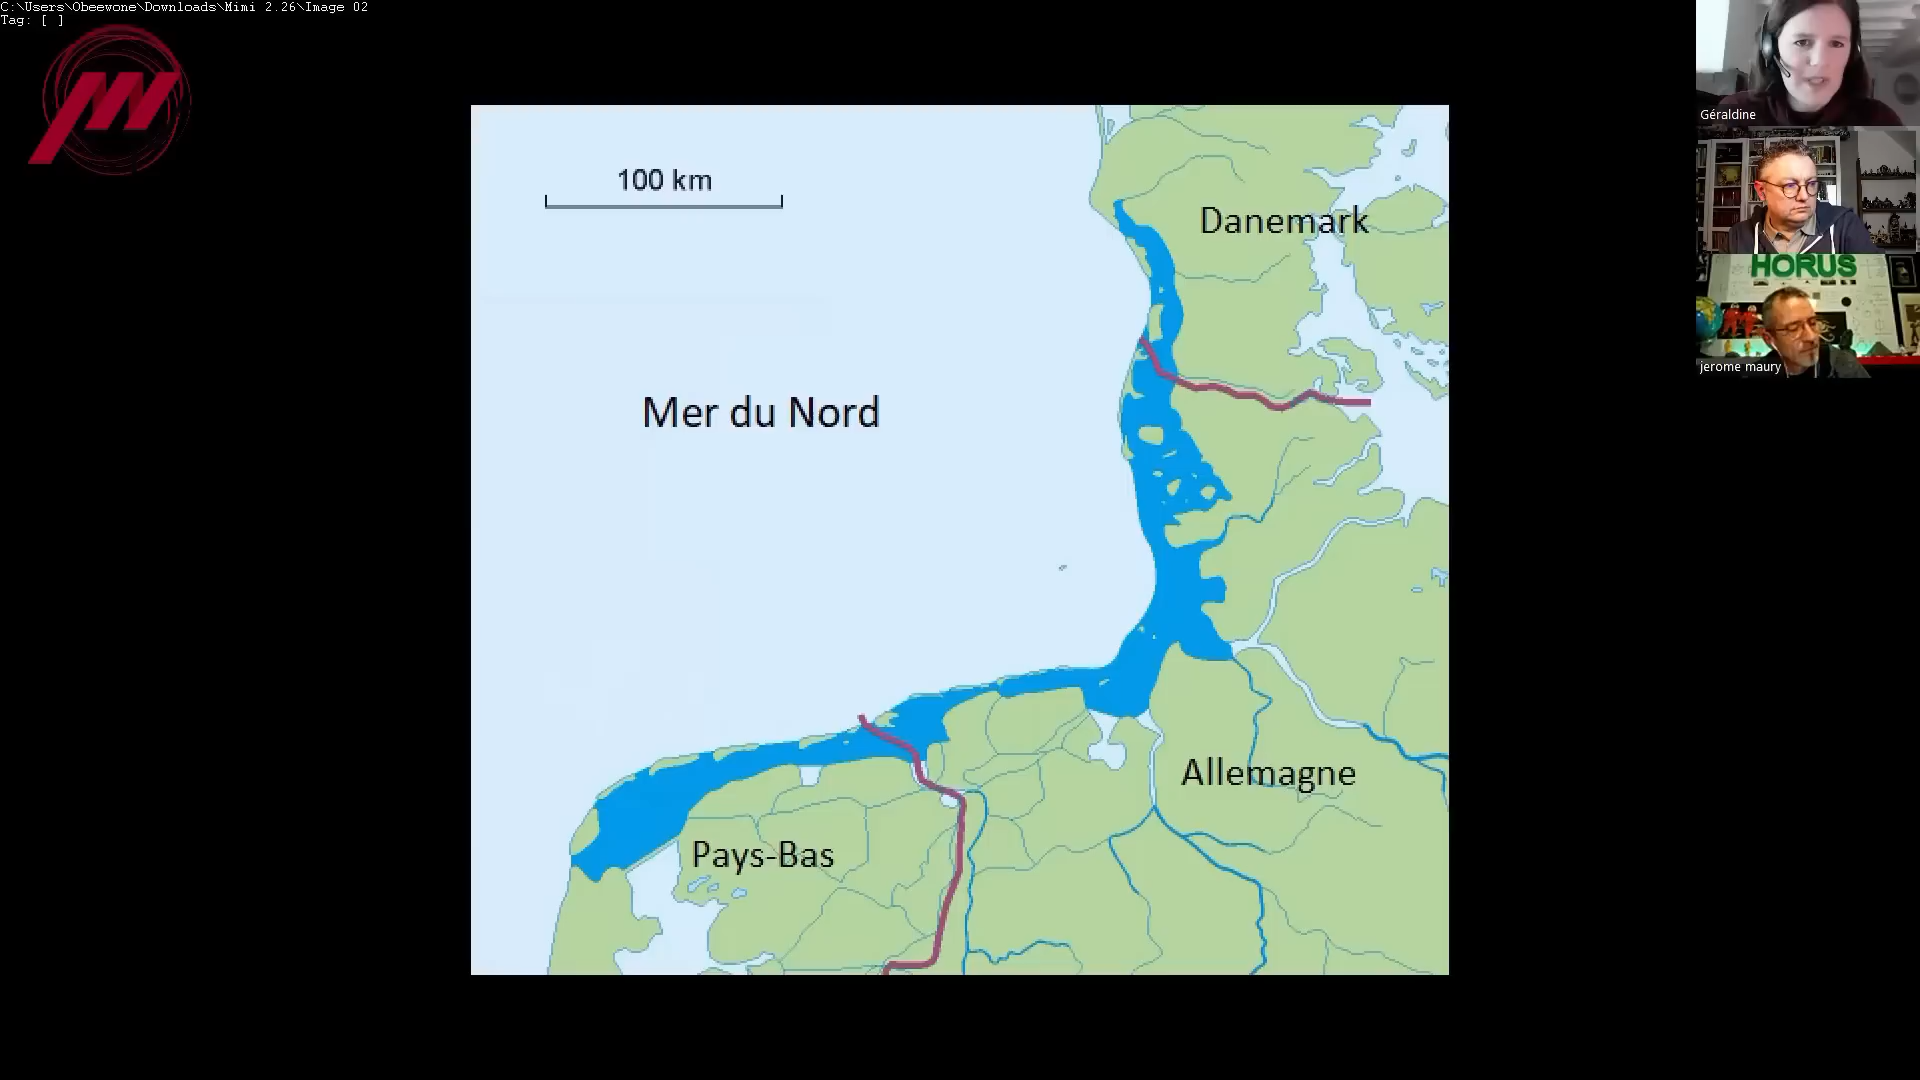 C:\Users\Obeewone\Downloads\Mimi 2.26\Image 02
Tag: [ ]
Géraldine
100 km
Danemark
HORUS
jerome maury
Mer du Nord
Allemagne
Pays-Bas